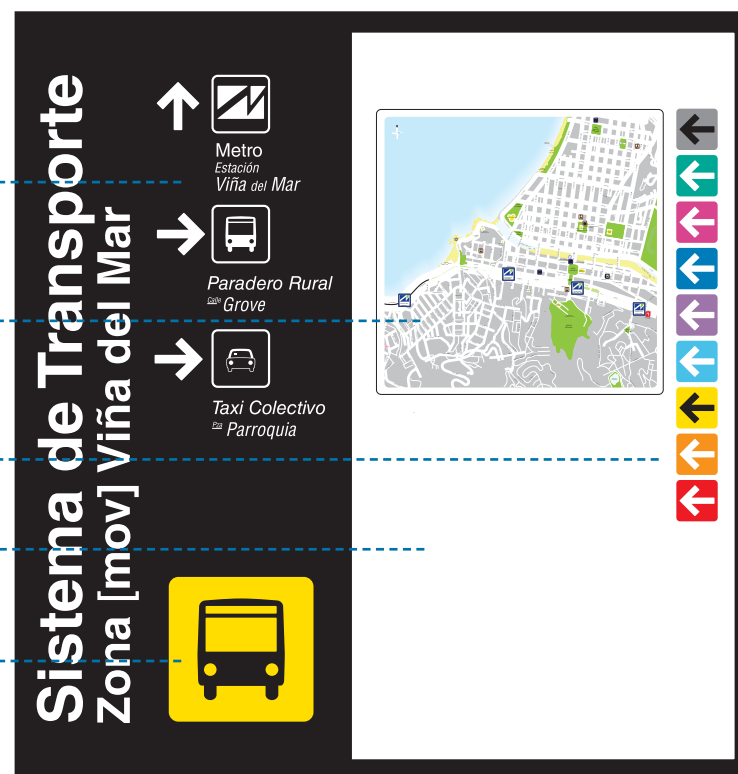 Sistema de Transporte
Zona [mov] Viña del Mar
Metro
Estación
Viña del Mar
Paradero Rural
Calle Grove
Taxi Colectivo
Pza Parroquia